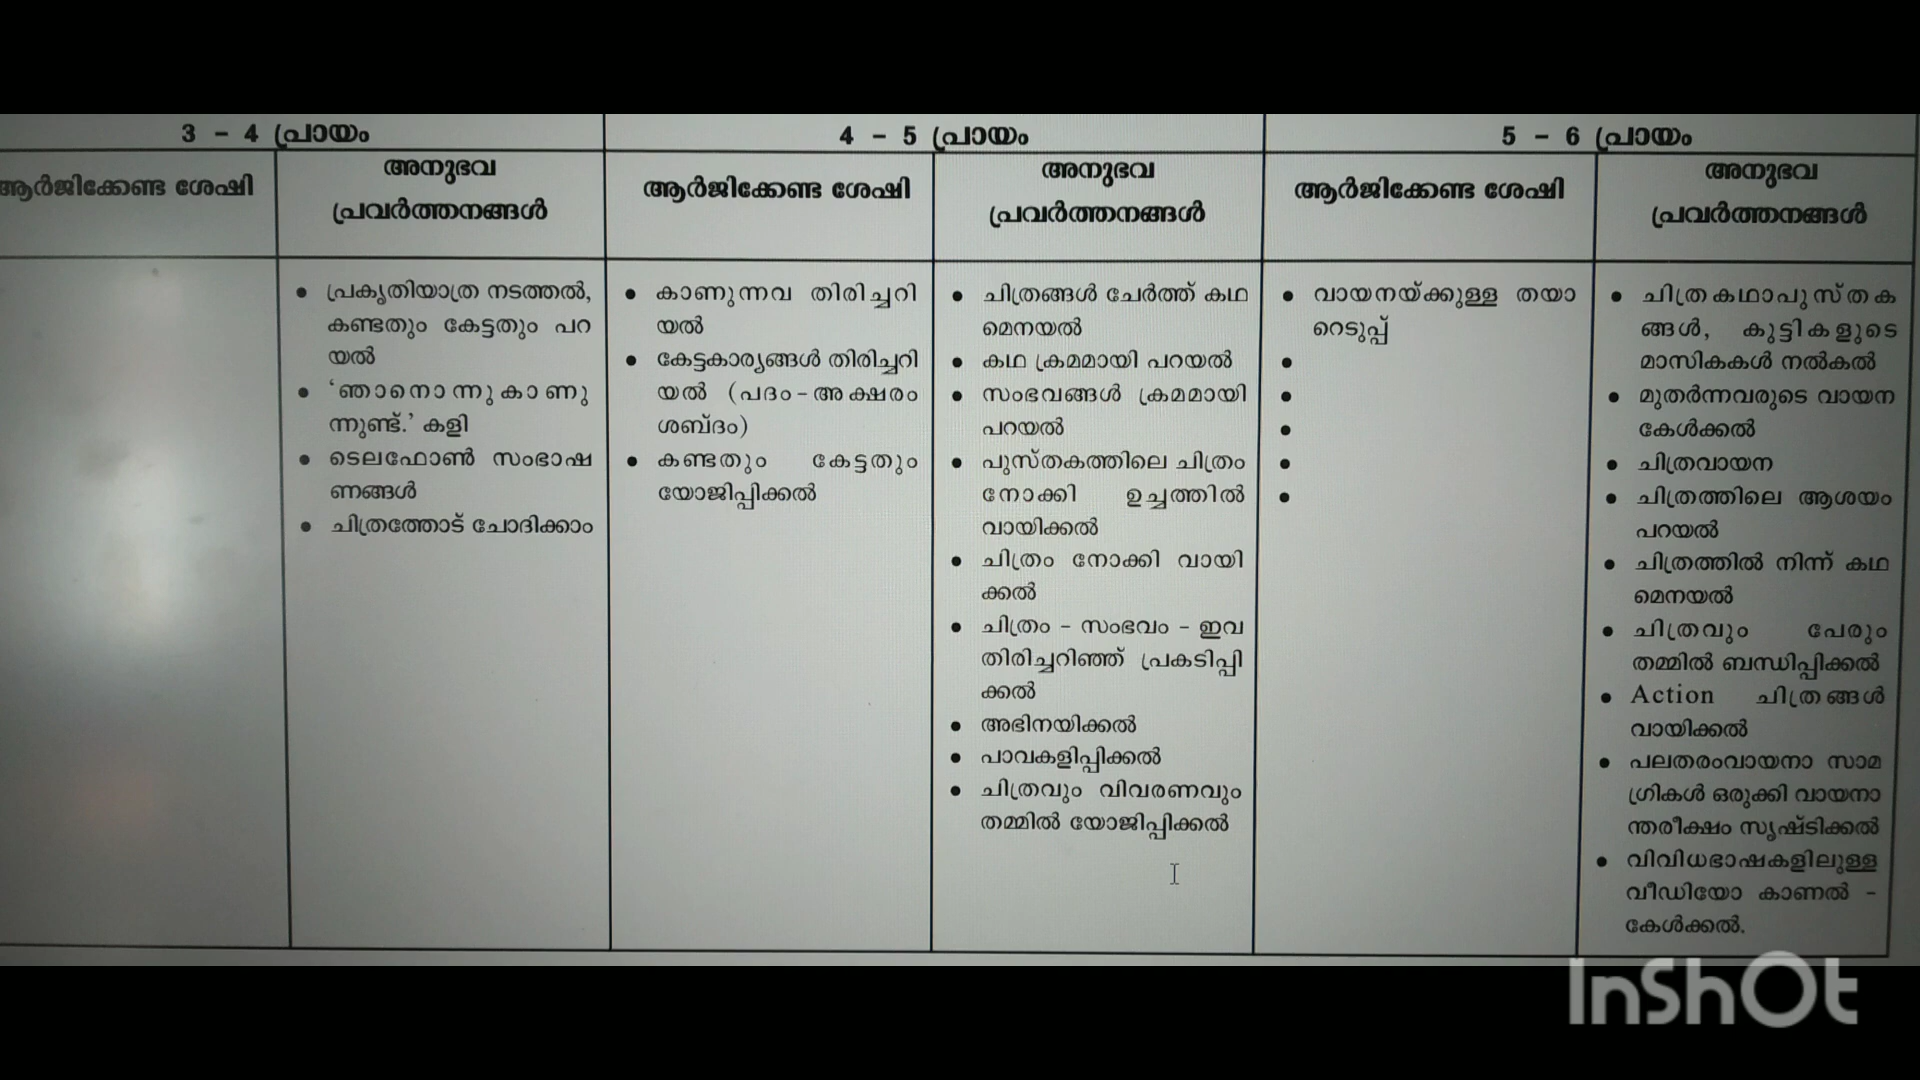 3 - 4 പ്രായം
ആർജിക്കേണ്ട ശേഷി
അനുഭവ
പ്രവർത്തനങ്ങൾ
പ്രകൃതിയാത്ര നടത്തൽ,
കണ്ടതും കേട്ടതും പറ
യൽ
‘ഞാനൊന്നു കാണു
ന്നുണ്ട്.’ കളി
ടെലഫോൺ സംഭാഷ
ണങ്ങൾ
ചിത്രത്തോട് ചോദിക്കാം
4 - 5 പ്രായം
ആർജിക്കേണ്ട ശേഷി
കാണുന്നവ തിരിച്ചറി
യൽ
കേട്ടകാര്യങ്ങൾ തിരിച്ചറി
യൽ (പദം-അക്ഷരം
ശബ്ദം)
കണ്ടതും കേട്ടതും
യോജിപ്പിക്കൽ
അനുഭവ
പ്രവർത്തനങ്ങൾ
ചിത്രങ്ങൾ ചേർത്ത് കഥ
മെനയൽ
കഥ ക്രമമായി പറയൽ
സംഭവങ്ങൾ ക്രമമായി
പറയൽ
പുസ്തകത്തിലെ ചിത്രം
നോക്കി ഉച്ചത്തിൽ
വായിക്കൽ
ചിത്രം നോക്കി വായി
ക്കൽ
ചിത്രം - സംഭവം - ഇവ
തിരിച്ചറിഞ്ഞ് പ്രകടിപ്പി
ക്കൽ
അഭിനയിക്കൽ
പാവകളിപ്പിക്കൽ
ചിത്രവും വിവരണവും
തമ്മിൽ യോജിപ്പിക്കൽ
5 - 6 പ്രായം
ആർജിക്കേണ്ട ശേഷി
വായനയ്ക്കുള്ള തയാ
റെടുപ്പ്
അനുഭവ
പ്രവർത്തനങ്ങൾ
ചിത്രകഥാപുസ്തക
ങ്ങൾ, കുട്ടികളുടെ
മാസികകൾ നൽകൽ
മുതർന്നവരുടെ വായന
കേൾക്കൽ
ചിത്രവായന
ചിത്രത്തിലെ ആശയം
പറയൽ
ചിത്രത്തിൽ നിന്ന് കഥ
മെനയൽ
ചിത്രവും പേരും
തമ്മിൽ ബന്ധിപ്പിക്കൽ
Action ചിത്രങ്ങൾ
വായിക്കൽ
പലതരംവായനാ സാമ
ഗ്രികൾ ഒരുക്കി വായനാ
ന്തരീക്ഷം സൃഷ്ടിക്കൽ
വിവിധഭാഷകളിലുള്ള
വീഡിയോ കാണൽ -
കേൾക്കൽ.
InShOt